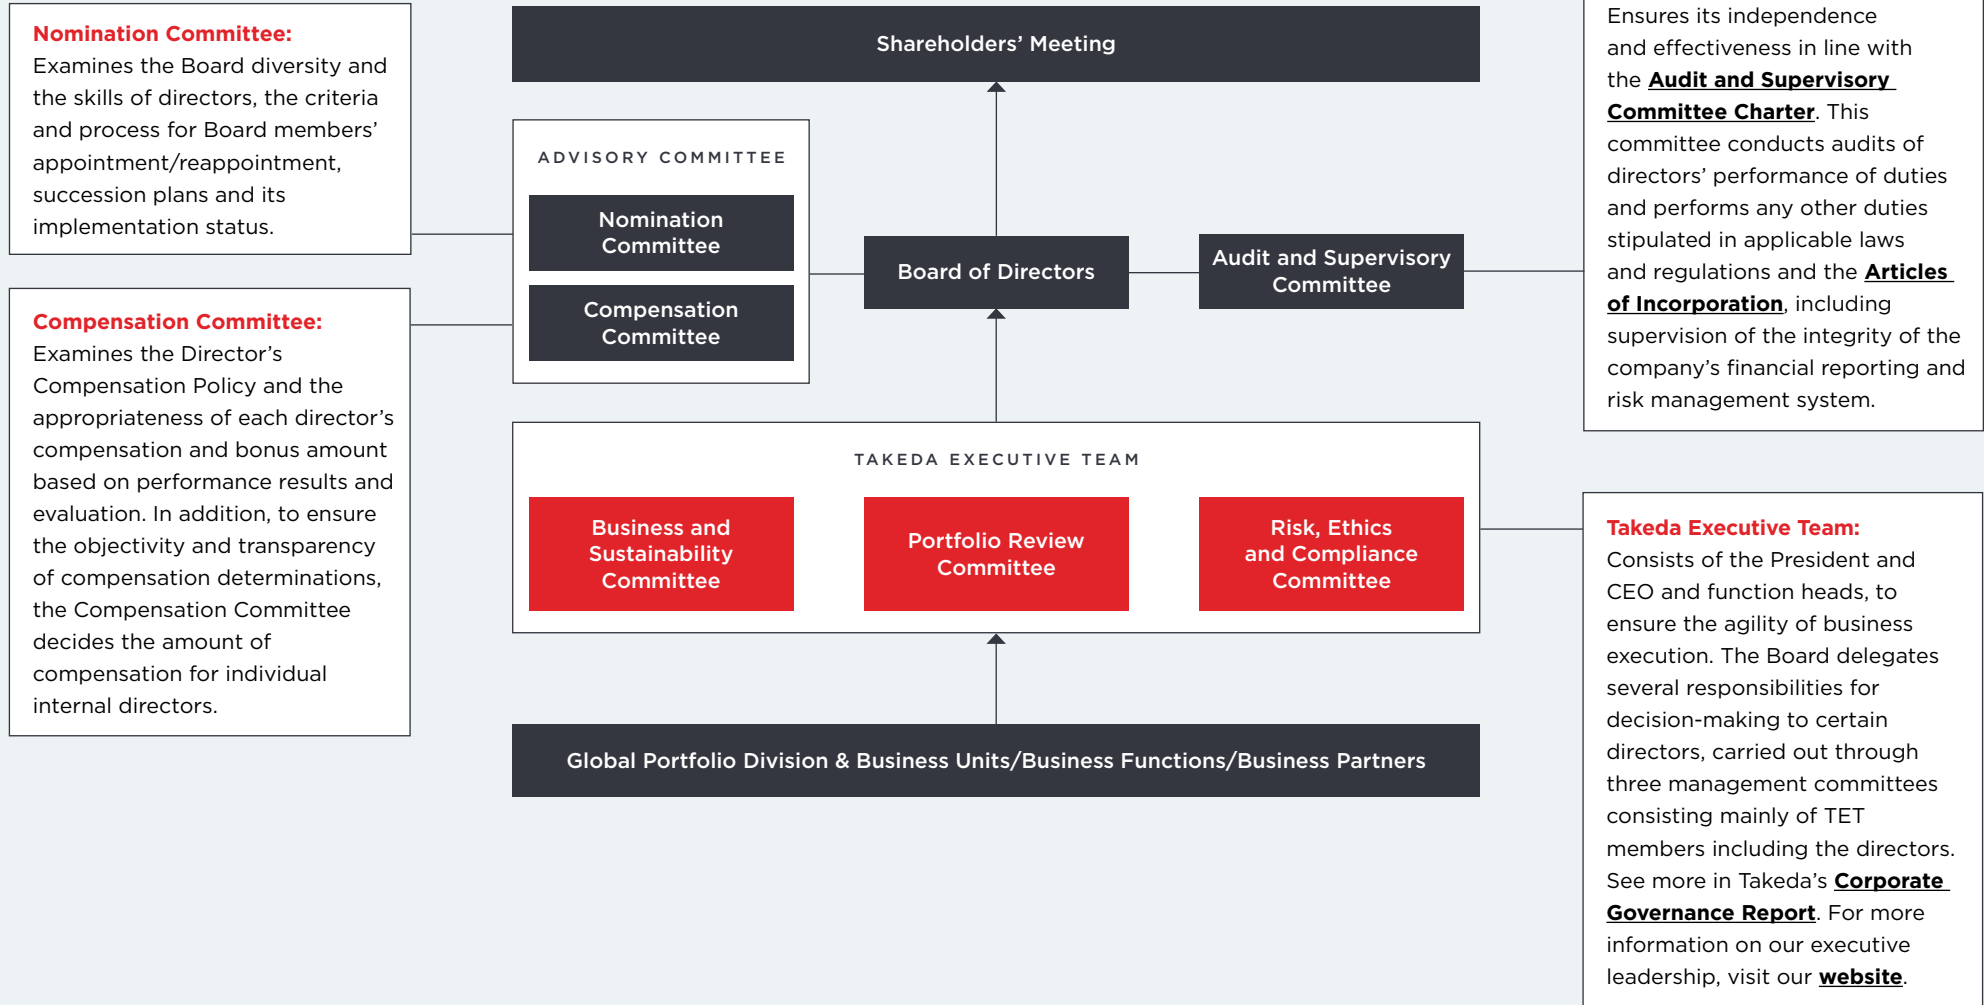 Nomination Committee:
Examines the Board diversity and
the skills of directors, the criteria
and process for Board members’
appointment/reappointment,
succession plans and its
implementation status.
Compensation Committee:
Examines the Director’s
Compensation Policy and the
appropriateness of each director’s
compensation and bonus amount
based on performance results and
evaluation. In addition, to ensure
the objectivity and transparency
of compensation determinations,
the Compensation Committee
decides the amount of
compensation for individual
internal directors.
Shareholders’ Meeting
ADVISORY COMMITTEE
Nomination
Committee
Compensation
Committee
Board of Directors
Audit and Supervisory
Committee
TAKEDA EXECUTIVE TEAM
Business and
Sustainability
Committee
Portfolio Review
Committee
Risk, Ethics
and Compliance
Committee
Global Portfolio Division & Business Units/Business Functions/Business Partners
Ensures its independence
and effectiveness in line with
the Audit and Supervisory
Committee Charter. This
committee conducts audits of
directors’ performance of duties
and performs any other duties
stipulated in applicable laws
and regulations and the Articles
of Incorporation, including
supervision of the integrity of the
company’s financial reporting and
risk management system.
Takeda Executive Team:
Consists of the President and
CEO and function heads, to
ensure the agility of business
execution. The Board delegates
several responsibilities for
decision-making to certain
directors, carried out through
three management committees
consisting mainly of TET
members including the directors.
See more in Takeda’s Corporate
Governance Report. For more
information on our executive
leadership, visit our website.